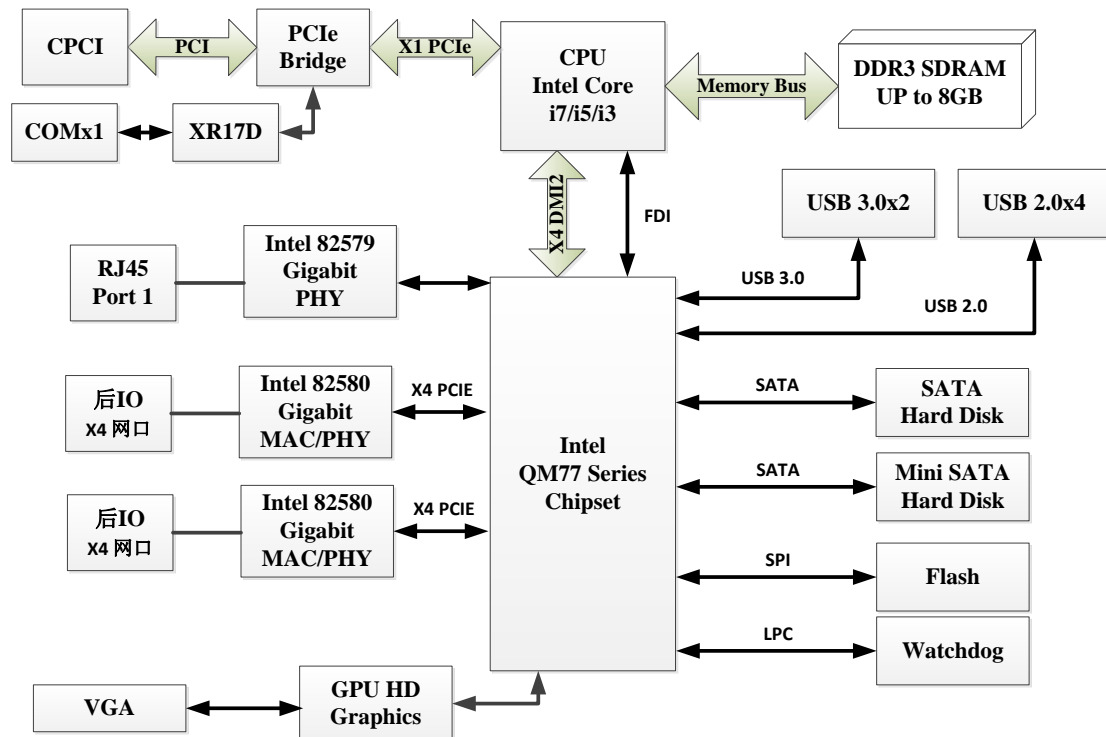 CPCI
PCI
PCIe
Bridge
X1 PCIe
CPU
Intel Core
i7/i5/i3
Memory Bus
DDR3 SDRAM
UP to 8GB
COMx1
XR17D
X4 DMI2
FDI
USB 3.0x2
USB 2.0x4
USB 3.0
USB 2.0
RJ45
Port 1
Intel 82579
Gigabit
PHY
后IO
X4 网口
Intel 82580
Gigabit
MAC/PHY
X4 PCIE
Intel
QM77 Series
Chipset
SATA
SATA
Hard Disk
SATA
Mini SATA
Hard Disk
后IO
X4 网口
Intel 82580
Gigabit
MAC/PHY
X4 PCIE
SPI
Flash
LPC
Watchdog
VGA
GPU HD
Graphics